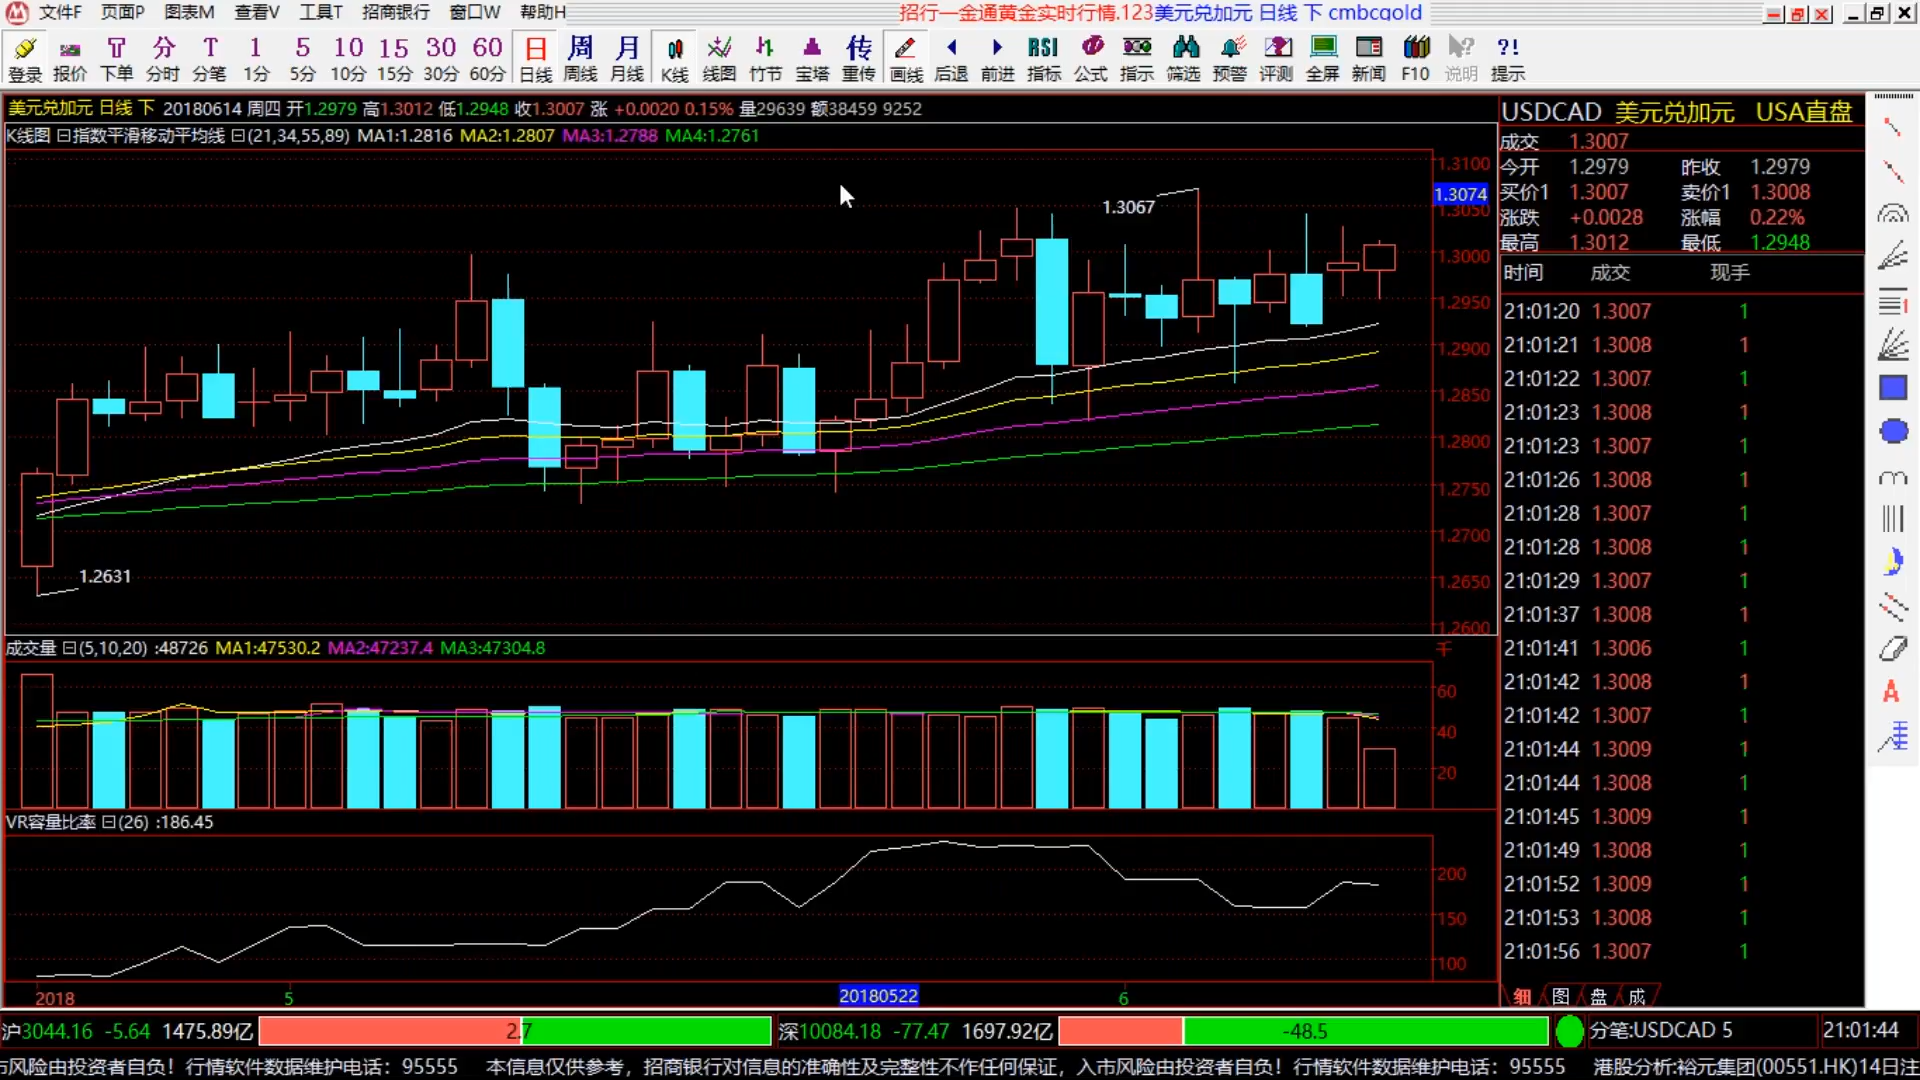 文件F 页面P 图表M 查看V 工具T 招商银行 窗口W 帮助H
招行一金通黄金实时行情.123美元兑加元 日线 下 cmbcgold
T 分 T 1 5 10 15 30 60 日 周 月 传 RSI ?!
登录 报价 下单 分时 分笔 1分 5分 10分 15分 30分 60分 日线 周线 月线 K线 线图 竹节 宝塔 重传 画线 后退 前进 指标 公式 指示 筛选 预警 评测 全屏 新闻 F10 说明 提示
美元兑加元 日线 下 20180614 周四 开1.2979 高1.3012 低1.2948 收1.3007 涨 +0.0020 0.15% 量29639 额38459 9252
K线图 指数平滑移动平均线 (21,34,55,89) MA1:1.2816 MA2:1.2807 MA3:1.2788 MA4:1.2761
1.3067
1.2631
1.3100
1.3074
1.3050
1.3000
1.2950
1.2900
1.2850
1.2800
1.2750
1.2700
1.2650
1.2600
成交量 (5,10,20) :48726 MA1:47530.2 MA2:47237.4 MA3:47304.8
千
60
40
20
VR容量比率 (26) :186.45
200
150
100
2018 5 20180522 6
USDCAD 美元兑加元 USA直盘
成交 1.3007
今开 1.2979 昨收 1.2979
买价1 1.3007 卖价1 1.3008
涨跌 +0.0028 涨幅 0.22%
最高 1.3012 最低 1.2948
时间 成交 现手
21:01:20 1.3007 1
21:01:21 1.3008 1
21:01:22 1.3007 1
21:01:23 1.3008 1
21:01:23 1.3007 1
21:01:26 1.3008 1
21:01:28 1.3007 1
21:01:28 1.3008 1
21:01:29 1.3007 1
21:01:37 1.3008 1
21:01:41 1.3006 1
21:01:42 1.3008 1
21:01:42 1.3007 1
21:01:44 1.3009 1
21:01:44 1.3008 1
21:01:45 1.3009 1
21:01:49 1.3008 1
21:01:52 1.3009 1
21:01:53 1.3008 1
21:01:56 1.3007 1
细 图 盘 成
A
沪3044.16 -5.64 1475.89亿 2.7 深10084.18 -77.47 1697.92亿 -48.5 分笔:USDCAD 5 21:01:44
市风险由投资者自负！行情软件数据维护电话：95555 本信息仅供参考，招商银行对信息的准确性及完整性不作任何保证，入市风险由投资者自负！行情软件数据维护电话：95555 港股分析:裕元集团(00551.HK)14日注